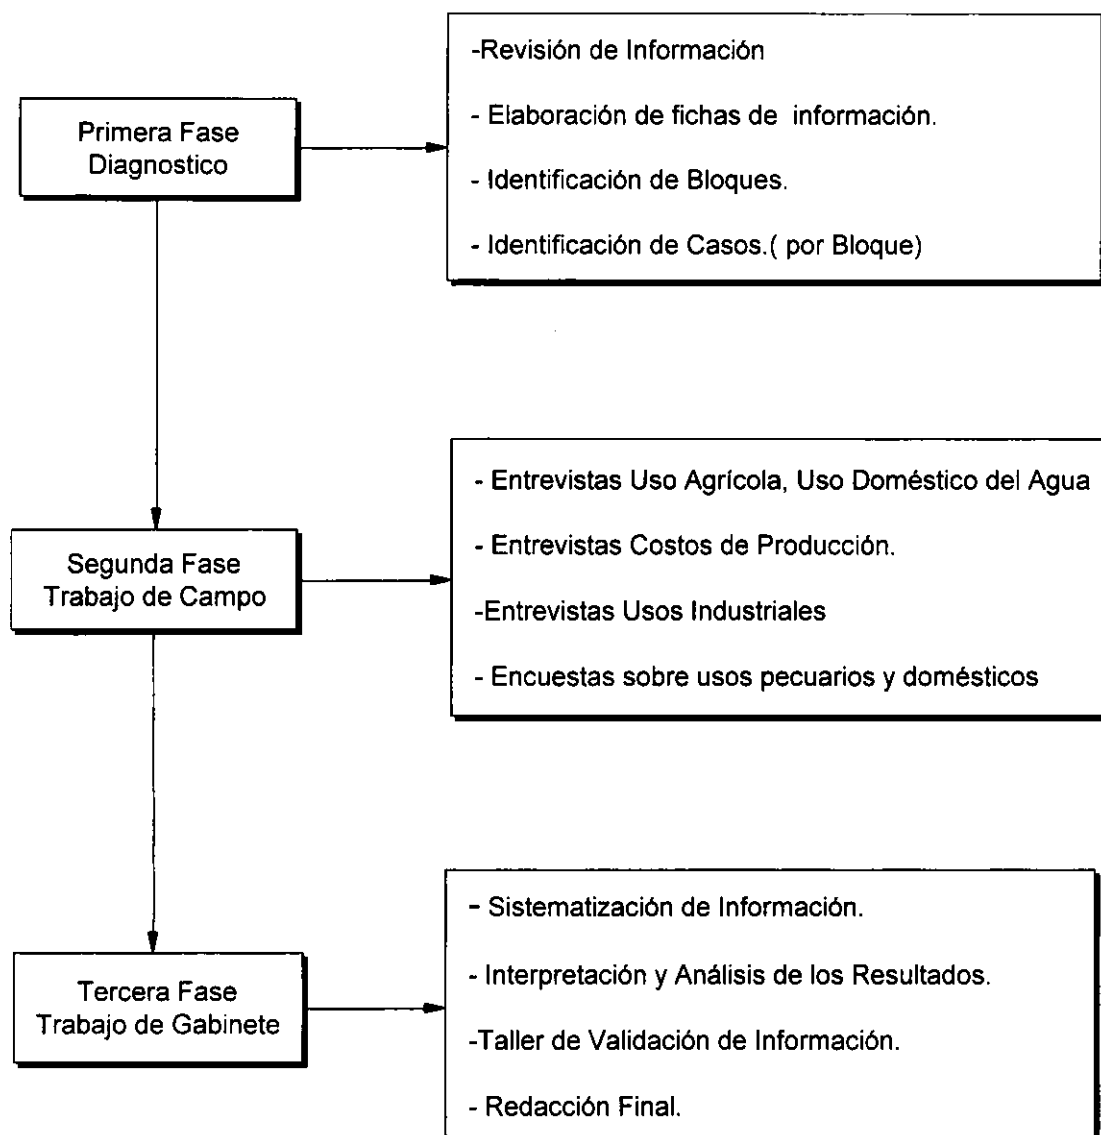 Primera Fase
Diagnostico
-Revisión de Información
- Elaboración de fichas de información.
- Identificación de Bloques.
- Identificación de Casos.( por Bloque)
Segunda Fase
Trabajo de Campo
- Entrevistas Uso Agrícola, Uso Doméstico del Agua
- Entrevistas Costos de Producción.
-Entrevistas Usos Industriales
- Encuestas sobre usos pecuarios y domésticos
Tercera Fase
Trabajo de Gabinete
- Sistematización de Información.
- Interpretación y Análisis de los Resultados.
-Taller de Validación de Información.
- Redacción Final.